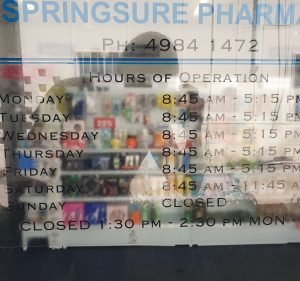 SPRINGSURE PHARM
PH: 4984 1472
HOURS OF OPERATION
MONDAY 8:45 AM - 5:15 PM
TUESDAY 8:45 AM - 5:15 PM
WEDNESDAY 8:45 AM - 5:15 PM
THURSDAY 8:45 AM - 5:15 PM
FRIDAY 8:45 AM - 5:15 PM
SATURDAY 8:45 AM - 11:45 AM
SUNDAY CLOSED
CLOSED 1:30 PM - 2:30 PM MON